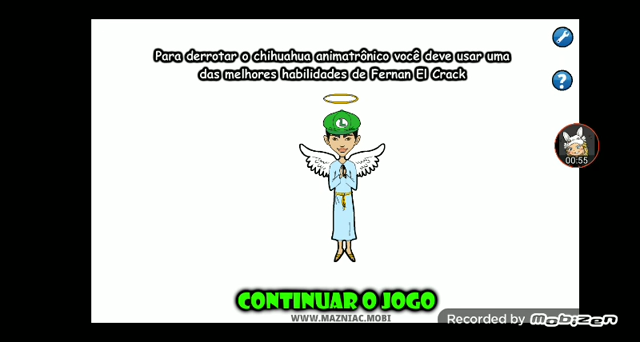 Para derrotar o chihuahua animatrônico você deve usar uma
das melhores habilidades de Fernan El Crack
?
L
00:55
CONTINUAR O JOGO
WWW.MAZNIAC.MOBI
Recorded by Mobizen